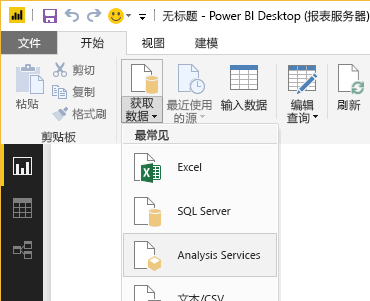 无标题 - Power BI Desktop (报表服务器)
文件 开始 视图 建模
粘贴
剪切
复制
格式刷
剪贴板
获取
数据
最近使用
的源
输入数据
编辑
查询
刷新
最常见
Excel
SQL Server
Analysis Services
文本/CSV